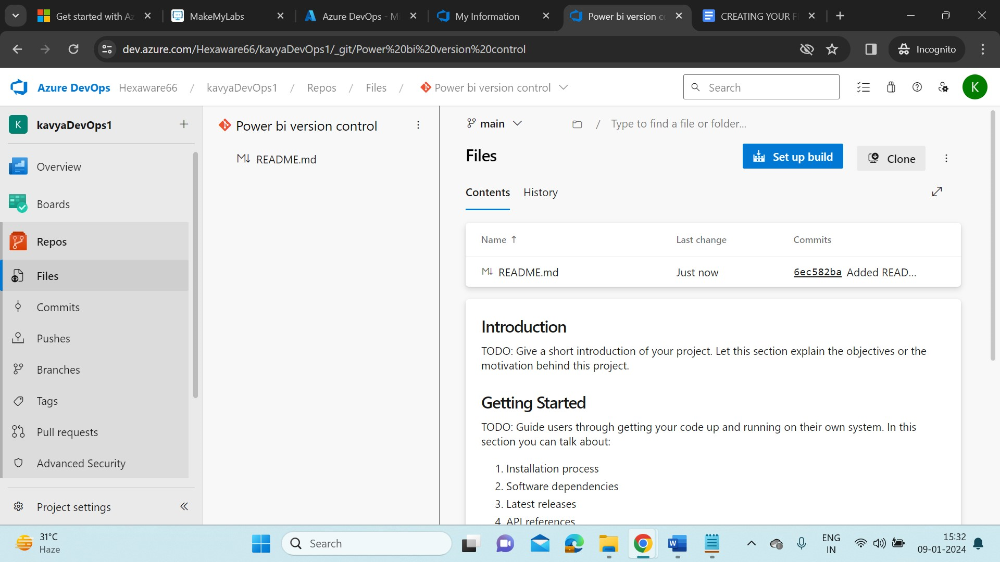 Get started with Az
MakeMyLabs
Azure DevOps - Mi
My Information
Power bi version co
CREATING YOUR FI
dev.azure.com/Hexaware66/kavyaDevOps1/_git/Power%20bi%20version%20control
Incognito
Azure DevOps Hexaware66 / kavyaDevOps1 / Repos / Files / Power bi version control
Search
K
K kavyaDevOps1
Overview
Boards
Repos
Files
Commits
Pushes
Branches
Tags
Pull requests
Advanced Security
Project settings
Power bi version control
README.md
main
/ Type to find a file or folder...
Files
Set up build
Clone
Contents History
Name Last change Commits
README.md Just now 6ec582ba Added READ...
Introduction
TODO: Give a short introduction of your project. Let this section explain the objectives or the
motivation behind this project.
Getting Started
TODO: Guide users through getting your code up and running on their own system. In this
section you can talk about:
1. Installation process
2. Software dependencies
3. Latest releases
4. API references
31°C
Haze
Search
ENG
IN
15:32
09-01-2024